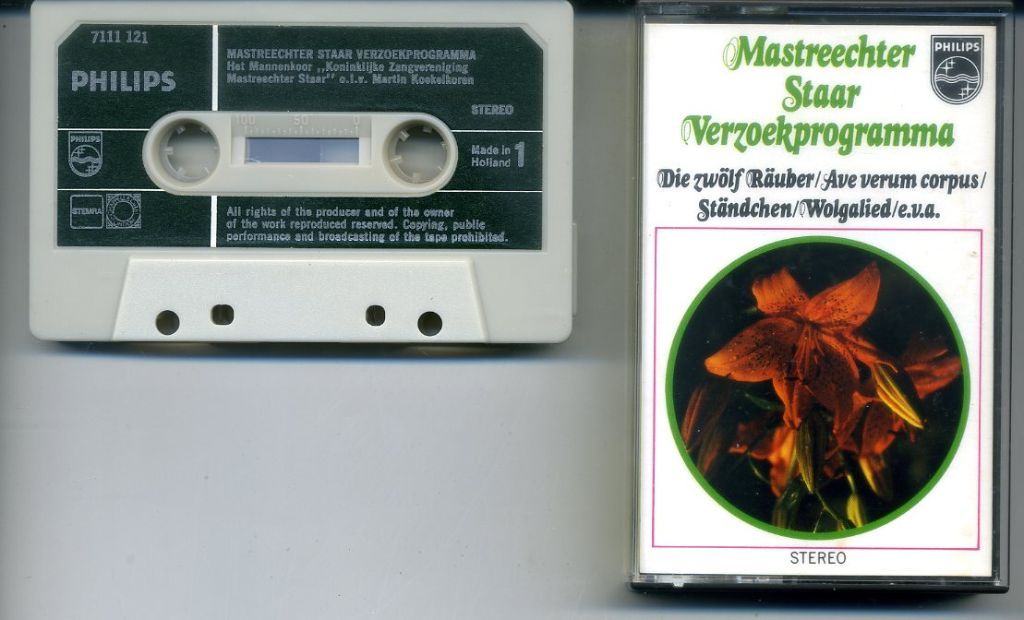 7111 121
PHILIPS
MASTREECHTER STAAR VERZOEKPROGRAMMA
Het Mannenkoor ,,Koninklijke Zangvereniging
Mastreechter Staar" o.l.v. Martin Koekelkoren
STEREO
100 50 0
PHILIPS
Made in
Holland 1
STEMRA
All rights of the producer and of the owner
of the work reproduced reserved. Copying, public
performance and broadcasting of the tape prohibited.
Mastreechter
Staar
Verzoekprogramma
PHILIPS
Die zwölf Räuber/Ave verum corpus/
Ständchen/Wolgalied/e.v.a.
STEREO